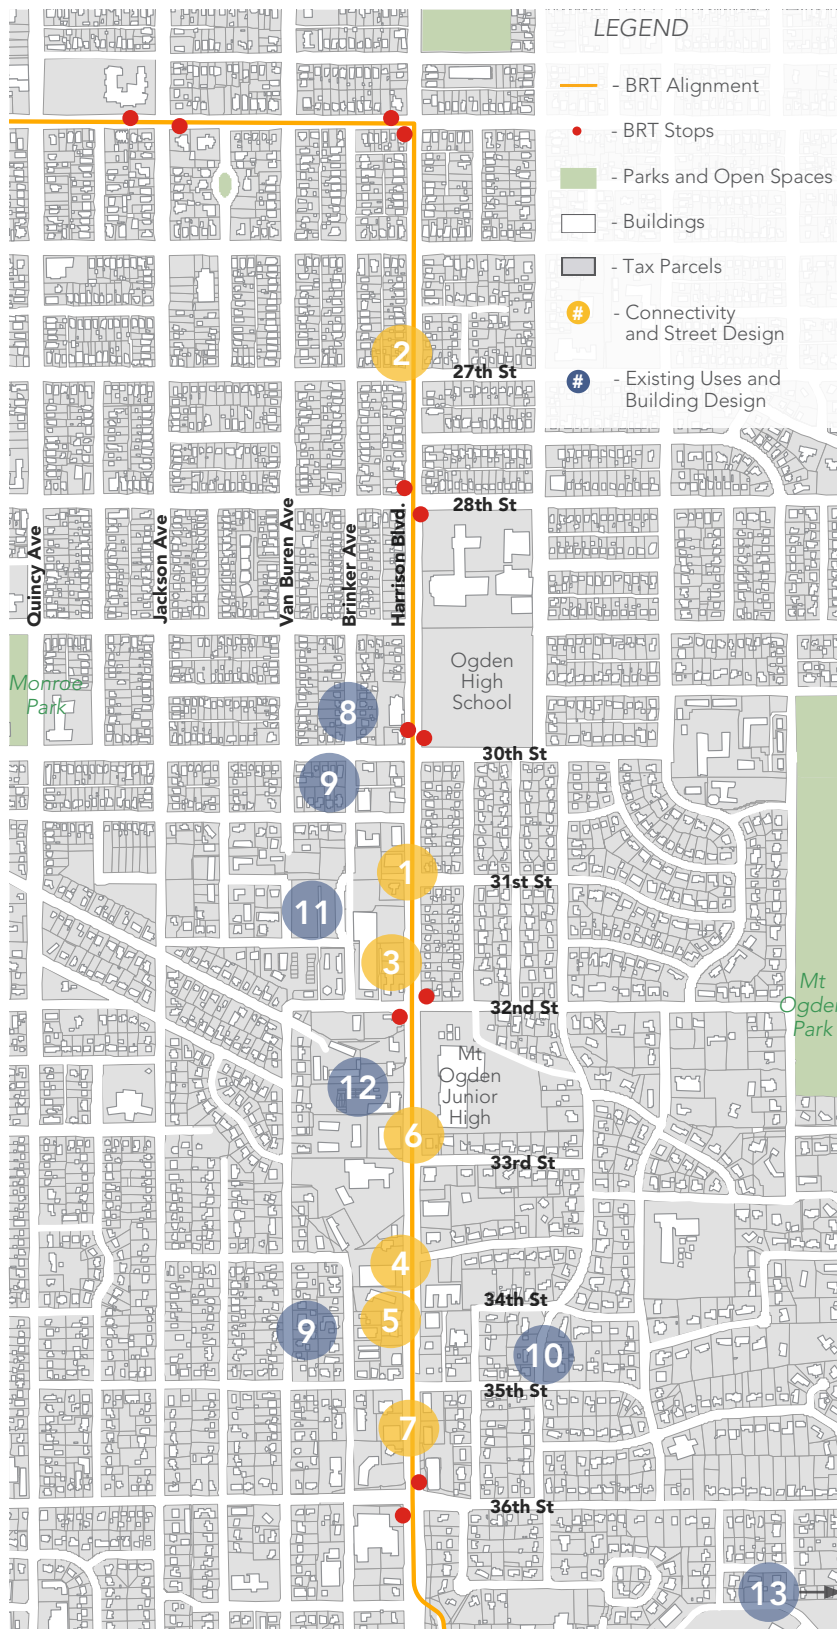 LEGEND
- BRT Alignment
- BRT Stops
- Parks and Open Spaces
- Buildings
- Tax Parcels
# - Connectivity
and Street Design
# - Existing Uses and
Building Design
2
27th St
28th St
Quincy Ave
Jackson Ave
Van Buren Ave
Brinker Ave
Harrison Blvd.
Monroe
Park
Ogden
High
School
8
30th St
9
1
31st St
11
3
32nd St
Mt
Ogden
Park
Mt
Ogden
Junior
High
12
6
33rd St
4
34th St
5
9
10
35th St
7
36th St
13